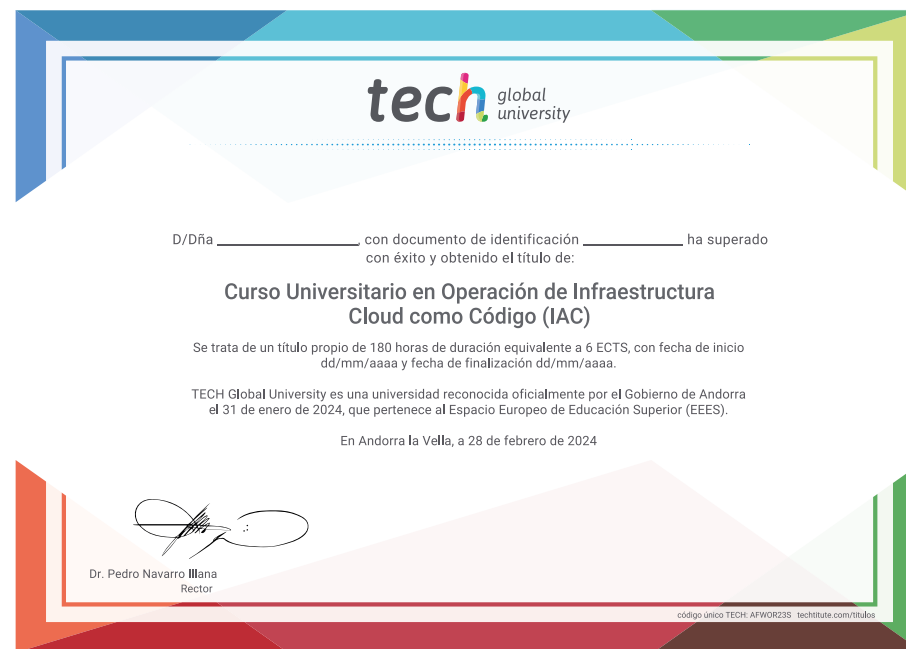 tech global university
D/Dña ____________, con documento de identificación ____________ ha superado
con éxito y obtenido el título de:
Curso Universitario en Operación de Infraestructura
Cloud como Código (IAC)
Se trata de un título propio de 180 horas de duración equivalente a 6 ECTS, con fecha de inicio
dd/mm/aaaa y fecha de finalización dd/mm/aaaa.
TECH Global University es una universidad reconocida oficialmente por el Gobierno de Andorra
el 31 de enero de 2024, que pertenece al Espacio Europeo de Educación Superior (EEES).
En Andorra la Vella, a 28 de febrero de 2024
Dr. Pedro Navarro Illana
Rector
código único TECH: AFWOR23S techtitute.com/titulos